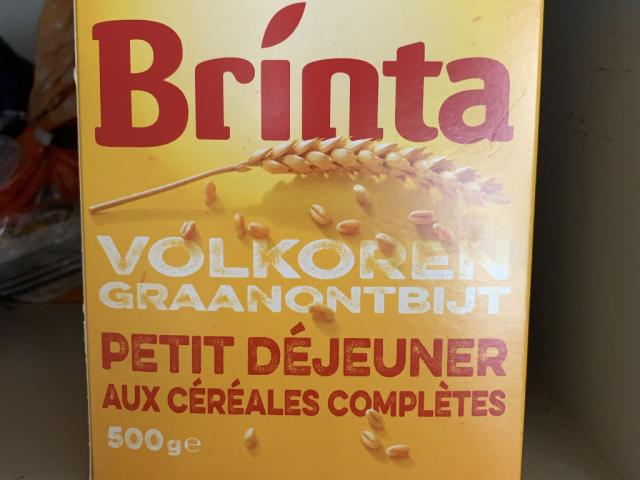 Brinta
VOLKOREN
GRAANONTBIJT
PETIT DÉJEUNER
AUX CÉRÉALES COMPLÈTES
500g℮